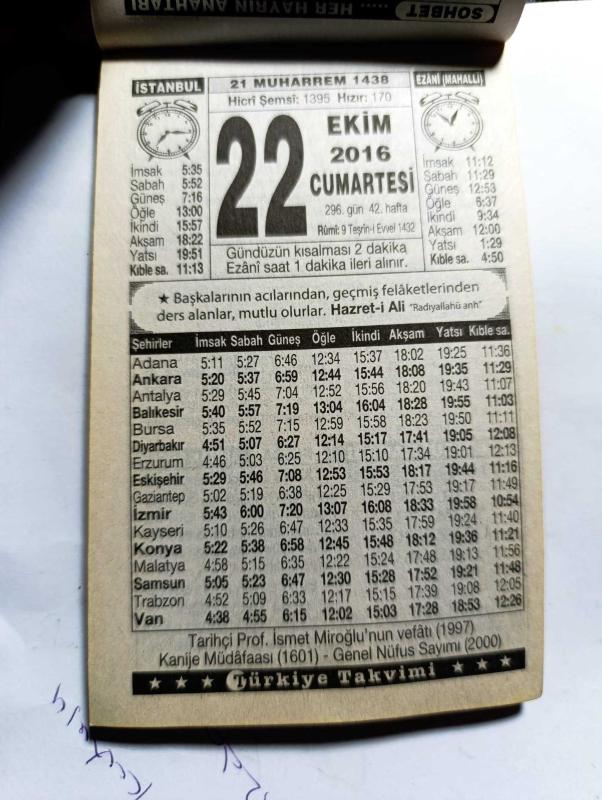 SOHBET ..... HER HAYRIN ANAHTARI
İSTANBUL
İmsak 5:35
Sabah 5:52
Güneş 7:16
Öğle 13:00
İkindi 15:57
Akşam 18:22
Yatsı 19:51
Kıble sa. 11:13
21 MUHARREM 1438
Hicrî Şemsî: 1395 Hızır: 170
22
EKİM
2016
CUMARTESİ
296. gün 42. hafta
Rûmî: 9 Teşrîn-i Evvel 1432
Gündüzün kısalması 2 dakika
Ezânî saat 1 dakika ileri alınır.
EZÂNÎ (MAHALLÎ)
İmsak 11:12
Sabah 11:29
Güneş 12:53
Öğle 6:37
İkindi 9:34
Akşam 12:00
Yatsı 1:29
Kıble sa. 4:50
★ Başkalarının acılarından, geçmiş felâketlerinden
ders alanlar, mutlu olurlar. Hazret-i Ali "Radıyallahü anh"
Şehirler İmsak Sabah Güneş Öğle İkindi Akşam Yatsı Kıble sa.
Adana 5:11 5:27 6:46 12:34 15:37 18:02 19:25 11:36
Ankara 5:20 5:37 6:59 12:44 15:44 18:08 19:35 11:29
Antalya 5:29 5:45 7:04 12:52 15:56 18:20 19:43 11:07
Balıkesir 5:40 5:57 7:19 13:04 16:04 18:28 19:55 11:03
Bursa 5:35 5:52 7:15 12:59 15:58 18:23 19:50 11:11
Diyarbakır 4:51 5:07 6:27 12:14 15:17 17:41 19:05 12:08
Erzurum 4:46 5:03 6:25 12:10 15:10 17:34 19:01 12:13
Eskişehir 5:29 5:46 7:08 12:53 15:53 18:17 19:44 11:16
Gaziantep 5:02 5:19 6:38 12:25 15:29 17:53 19:17 11:49
İzmir 5:43 6:00 7:20 13:07 16:08 18:33 19:58 10:54
Kayseri 5:10 5:26 6:47 12:33 15:35 17:59 19:24 11:40
Konya 5:22 5:38 6:58 12:45 15:48 18:12 19:36 11:21
Malatya 4:58 5:15 6:35 12:22 15:24 17:48 19:13 11:56
Samsun 5:05 5:23 6:47 12:30 15:28 17:52 19:21 11:48
Trabzon 4:52 5:09 6:33 12:17 15:15 17:39 19:08 12:05
Van 4:38 4:55 6:15 12:02 15:03 17:28 18:53 12:26
Tarihçi Prof. İsmet Miroğlu'nun vefâtı (1997)
Kanije Müdâfaası (1601) - Genel Nüfus Sayımı (2000)
★ ★ ★ Türkiye Takvimi ★ ★ ★